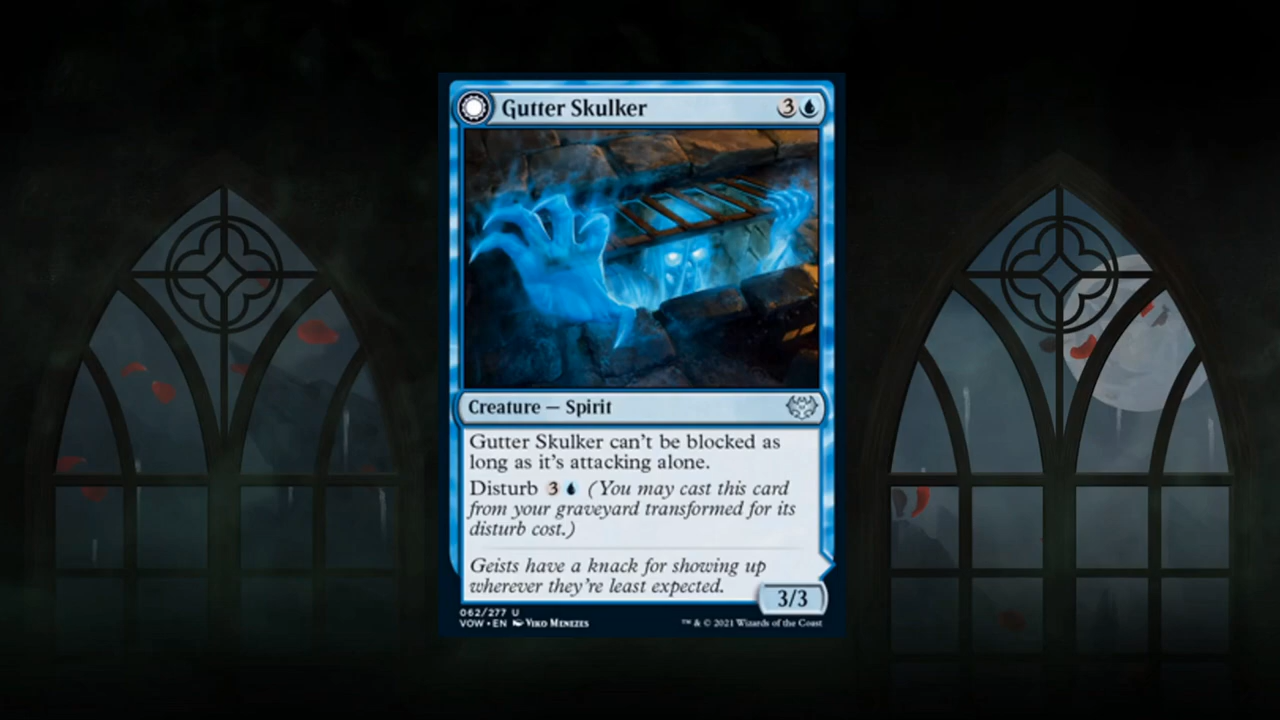 Gutter Skulker 3
Creature — Spirit
Gutter Skulker can't be blocked as
long as it's attacking alone.
Disturb 3 (You may cast this card
from your graveyard transformed for its
disturb cost.)
Geists have a knack for showing up
wherever they're least expected.
3/3
062/277 U
VOW • EN Viko Menezes
™ & © 2021 Wizards of the Coast